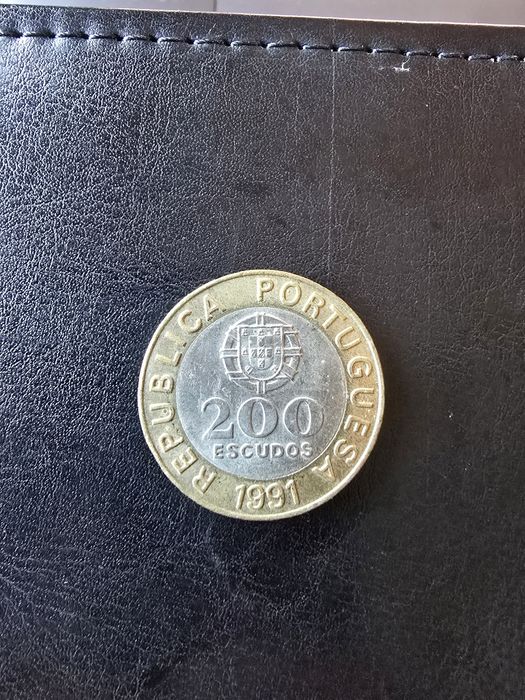 REPUBLICA PORTUGUESA
200
ESCUDOS
1991